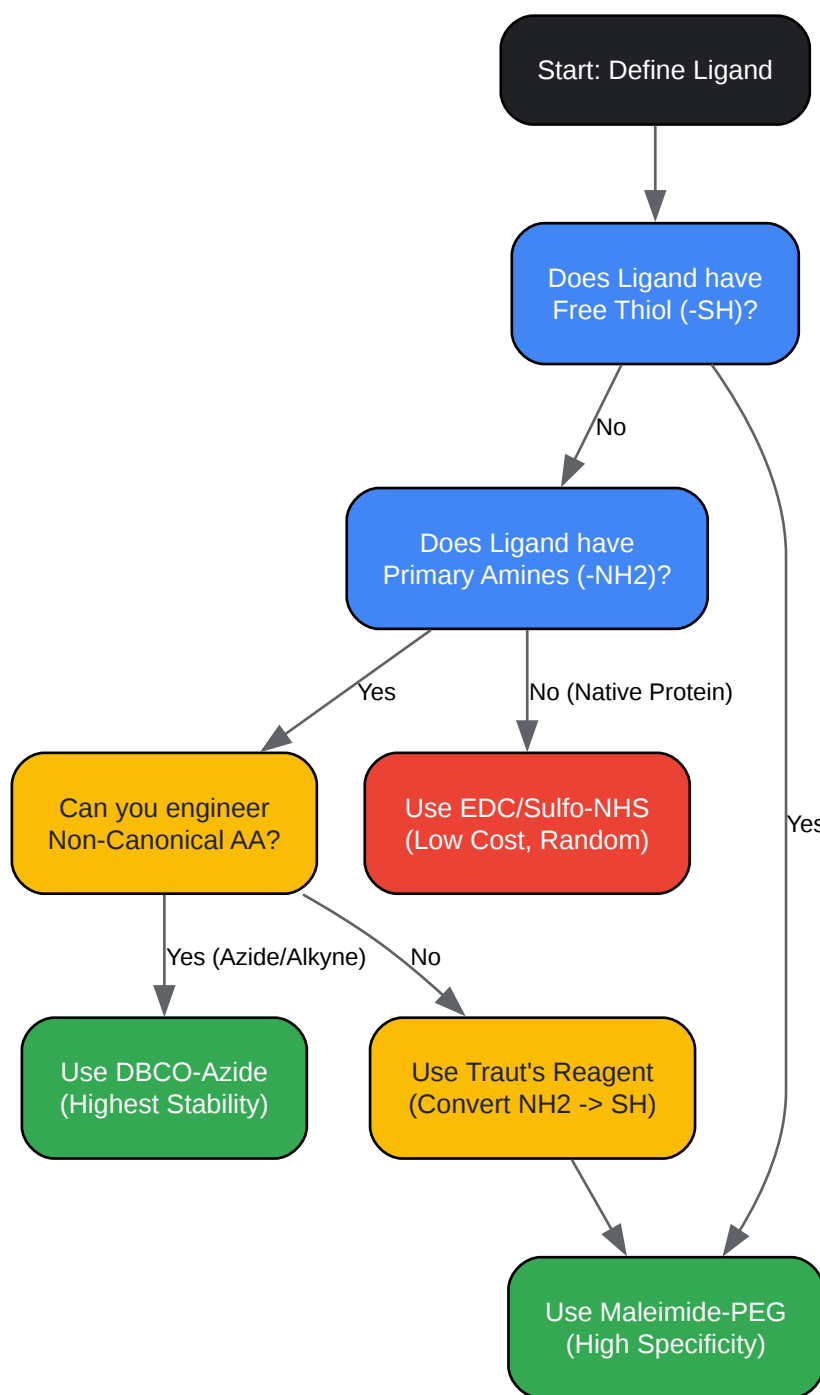 Start: Define Ligand
Does Ligand have
Free Thiol (-SH)?
No
Does Ligand have
Primary Amines (-NH2)?
Yes
No (Native Protein)
Can you engineer
Non-Canonical AA?
Use EDC/Sulfo-NHS
(Low Cost, Random)
Yes
Yes (Azide/Alkyne)
No
Use DBCO-Azide
(Highest Stability)
Use Traut's Reagent
(Convert NH2 -> SH)
Use Maleimide-PEG
(High Specificity)